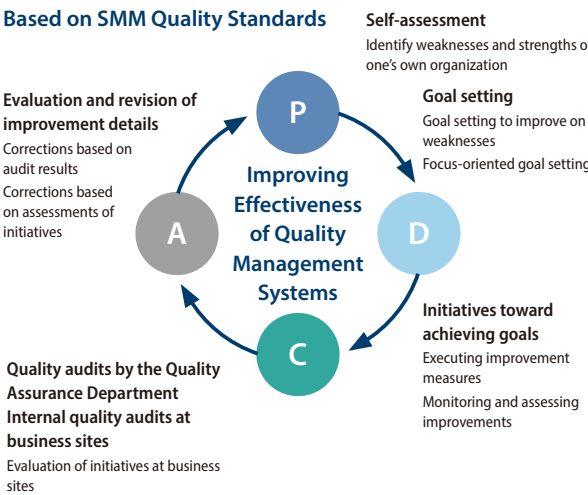 Based on SMM Quality Standards
Self-assessment
Identify weaknesses and strengths
one's own organization
Goal setting
Goal setting to improve on
weaknesses
Focus-oriented goal setting
P
Evaluation and revision of
improvement details
Corrections based on
audit results
Corrections based
on assessments of
initiatives
A
Improving
Effectiveness
of Quality
Management
Systems
D
C
Initiatives toward
achieving goals
Executing improvement
measures
Monitoring and assessing
improvements
Quality audits by the Quality
Assurance Department
Internal quality audits at
business sites
Evaluation of initiatives at business
sites